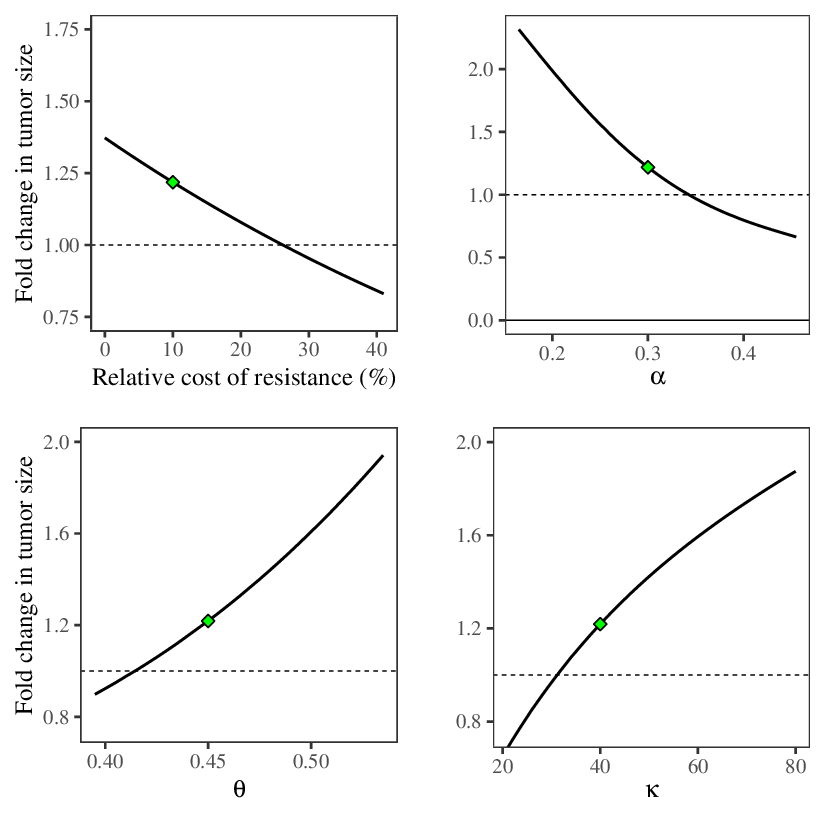 Fold change in tumor size
1.75
1.50
1.25
1.00
0.75
0 10 20 30 40
Relative cost of resistance (%)
2.0
1.5
1.0
0.5
0.0
0.2 0.3 0.4
α
Fold change in tumor size
2.0
1.6
1.2
0.8
0.40 0.45 0.50
θ
2.0
1.6
1.2
0.8
20 40 60 80
κ